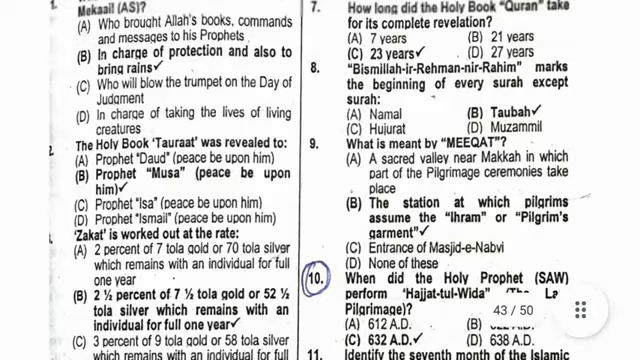 1. Mekaail (AS)?
(A) Who brought Allah's books, commands
and messages to his Prophets
(B) In charge of protection and also to
bring rains✓
(C) Who will blow the trumpet on the Day of
Judgment
(D) In charge of taking the lives of living
creatures
2. The Holy Book 'Tauraat' was revealed to:
(A) Prophet "Daud" (peace be upon him)
(B) Prophet "Musa" (peace be upon
him)✓
(C) Prophet "Isa" (peace be upon him)
(D) Prophet "Ismail" (peace be upon him)
'Zakat' is worked out at the rate:
(A) 2 percent of 7 tola gold or 70 tola silver
which remains with an individual for full
one year
(B) 2 ½ percent of 7 ½ tola gold or 52 ½
tola silver which remains with an
individual for full one year✓
(C) 3 percent of 9 tola gold or 58 tola silver
which remains with an individual for full
7. How long did the Holy Book "Quran" take
for its complete revelation?
(A) 7 years (B) 21 years
(C) 23 years✓ (D) 27 years
8. "Bismillah-ir-Rehman-nir-Rahim" marks
the beginning of every surah except
surah:
(A) Namal (B) Taubah✓
(C) Hujurat (D) Muzammil
9. What is meant by "MEEQAT"?
(A) A sacred valley near Makkah in which
part of the Pilgrimage ceremonies take
place
(B) The station at which pilgrims
assume the "Ihram" or "Pilgrim's
garment"✓
(C) Entrance of Masjid-e-Nabvi
(D) None of these
10. When did the Holy Prophet (SAW)
perform 'Hajjat-tul-Wida" (The La
Pilgrimage)?
43 / 50
(A) 612 A.D. (B)
(C) 632 A.D.✓ (D) 638 A.D.
11. Identify the seventh month of the Islamic